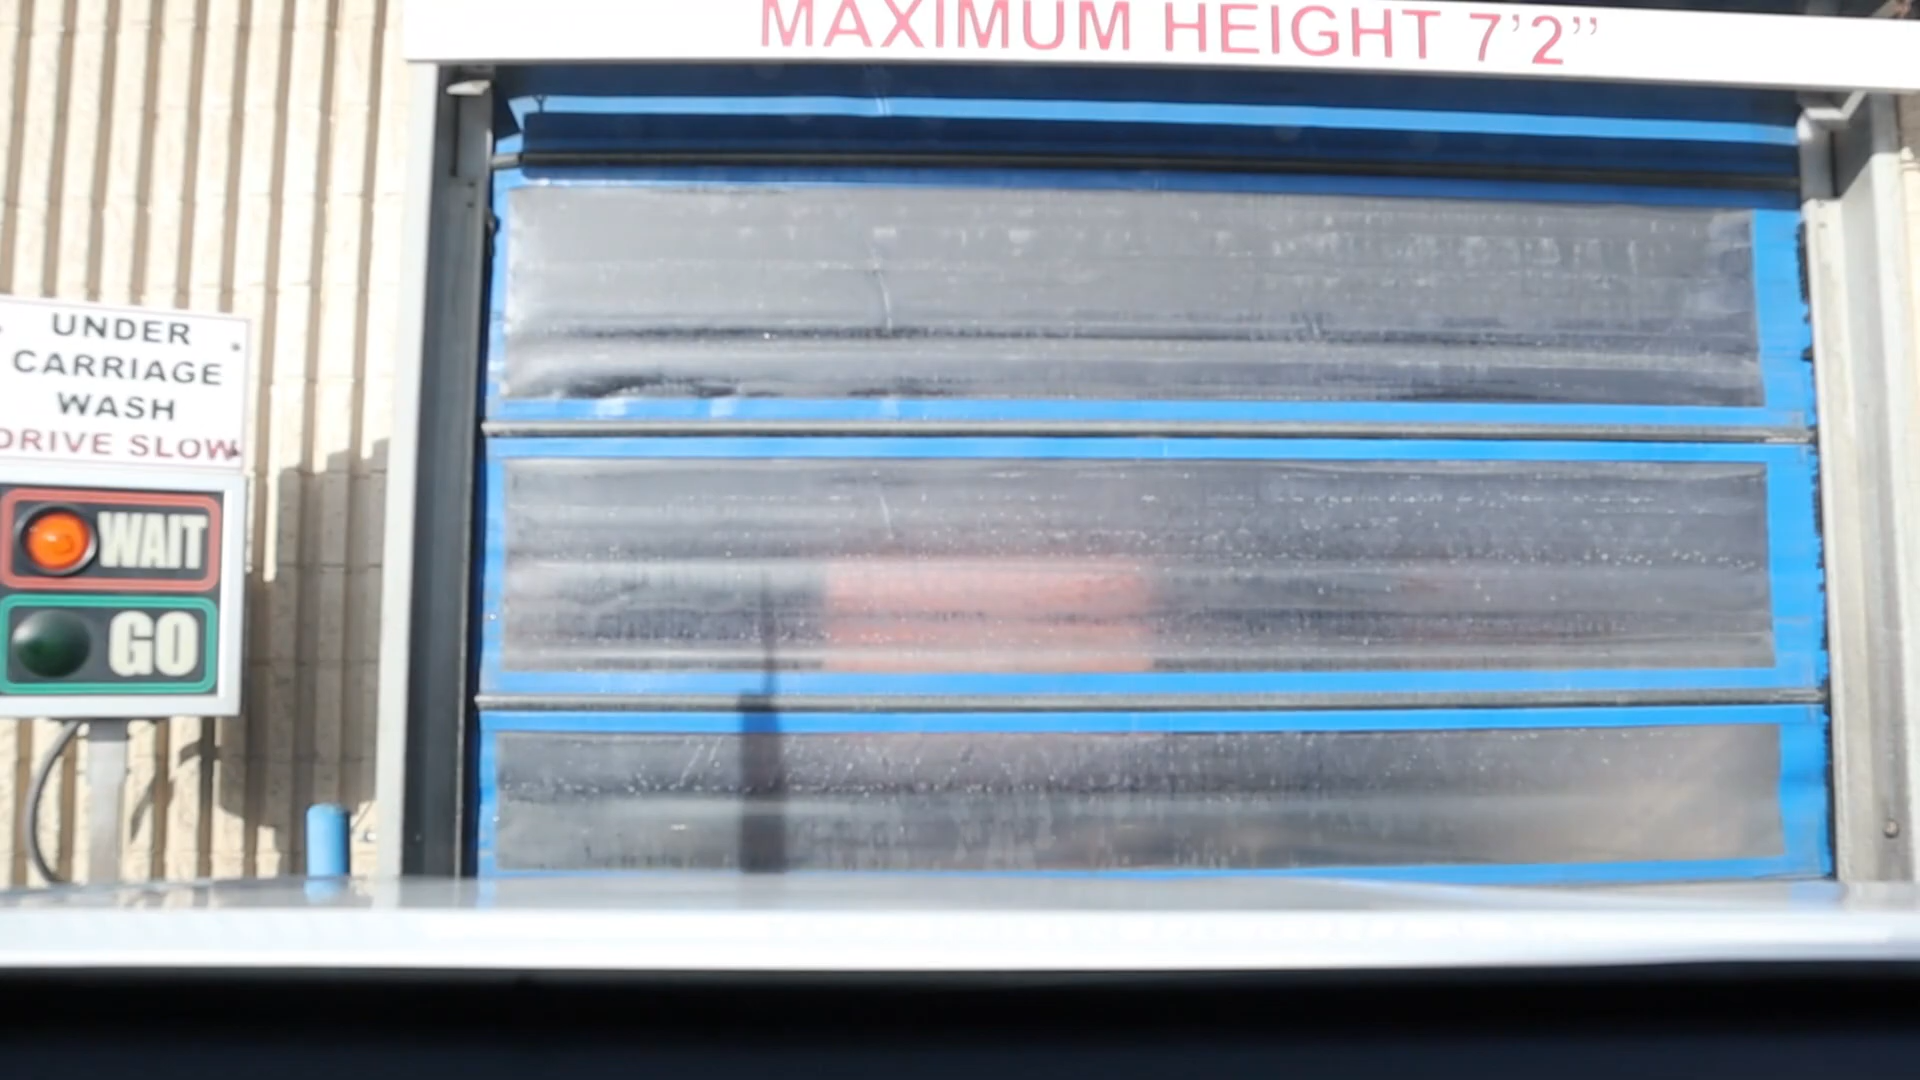 MAXIMUM HEIGHT 7'2"
UNDER
CARRIAGE
WASH
DRIVE SLOW
WAIT
GO